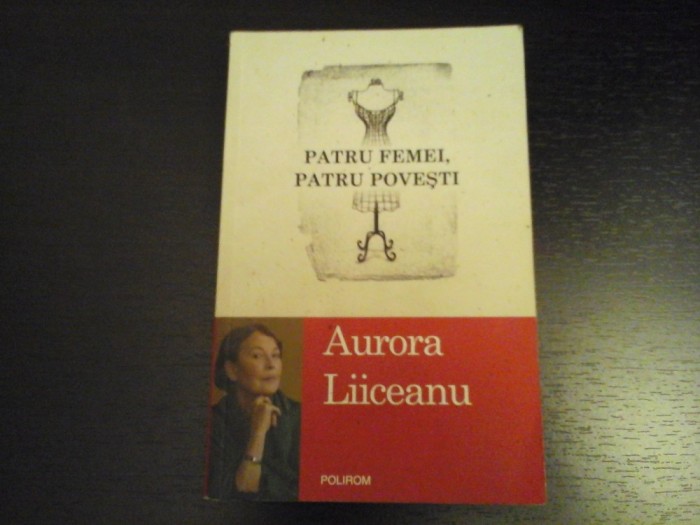 PATRU FEMEI,
PATRU POVEȘTI
Aurora
Liiceanu
POLIROM